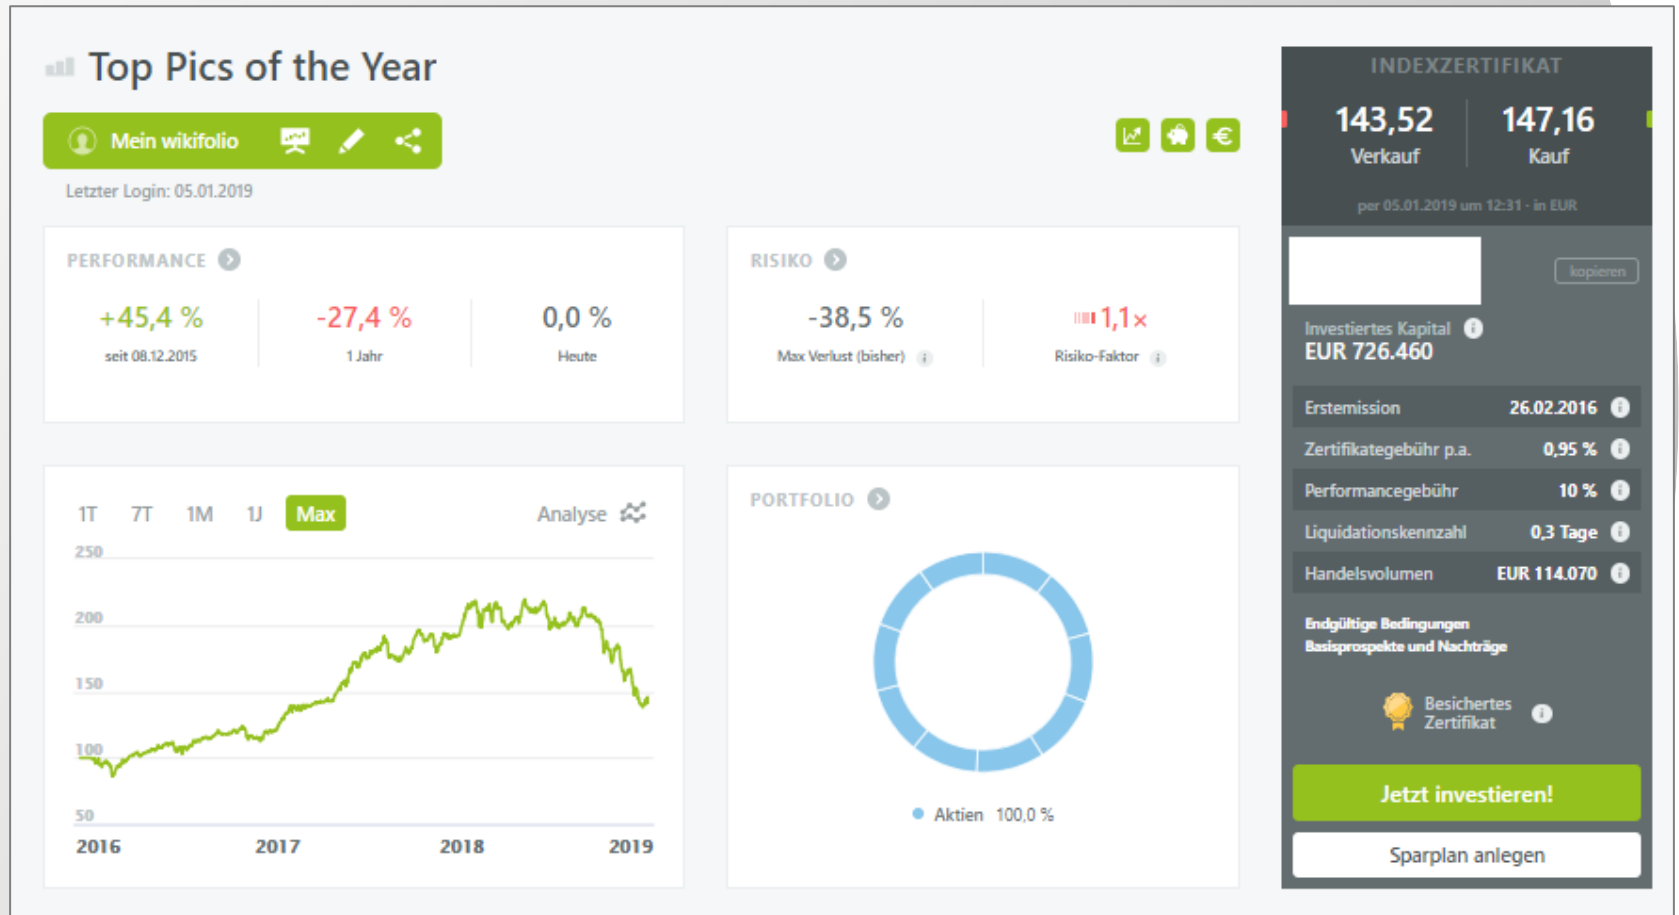 Top Pics of the Year
Mein wikifolio
Letzter Login: 05.01.2019
PERFORMANCE
+45,4 %
seit 08.12.2015
-27,4 %
1 Jahr
0,0 %
Heute
RISIKO
-38,5 %
Max Verlust (bisher)
1,1×
Risiko-Faktor
1T 7T 1M 1J Max Analyse
250
200
150
100
50
2016 2017 2018 2019
PORTFOLIO
Aktien 100,0 %
INDEXZERTIFIKAT
143,52
Verkauf
147,16
Kauf
per 05.01.2019 um 12:31 - in EUR
kopieren
Investiertes Kapital
EUR 726.460
Erstemission 26.02.2016
Zertifikategebühr p.a. 0,95 %
Performancegebühr 10 %
Liquidationskennzahl 0,3 Tage
Handelsvolumen EUR 114.070
Endgültige Bedingungen
Basisprospekte und Nachträge
Besichertes
Zertifikat
Jetzt investieren!
Sparplan anlegen